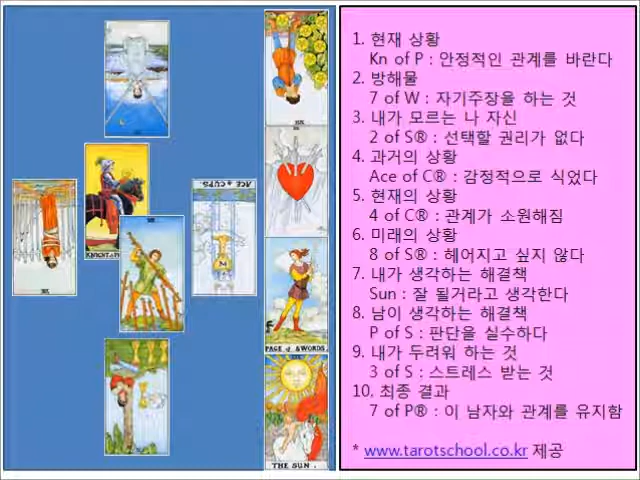 1. 현재 상황
Kn of P : 안정적인 관계를 바란다
2. 방해물
7 of W : 자기주장을 하는 것
3. 내가 모르는 나 자신
2 of S® : 선택할 권리가 없다
4. 과거의 상황
Ace of C® : 감정적으로 식었다
5. 현재의 상황
4 of C® : 관계가 소원해짐
6. 미래의 상황
8 of S® : 헤어지고 싶지 않다
7. 내가 생각하는 해결책
Sun : 잘 될거라고 생각한다
8. 남이 생각하는 해결책
P of S : 판단을 실수하다
9. 내가 두려워 하는 것
3 of S : 스트레스 받는 것
10. 최종 결과
7 of P® : 이 남자와 관계를 유지함
* www.tarotschool.co.kr 제공
ACE of CUPS.
PAGE of SWORDS.
THE SUN.